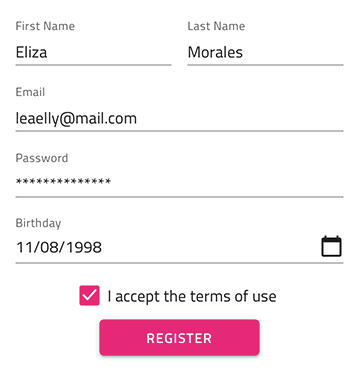 First Name Last Name
Eliza Morales
Email
leaelly@mail.com
Password
**************
Birthday
11/08/1998
I accept the terms of use
REGISTER